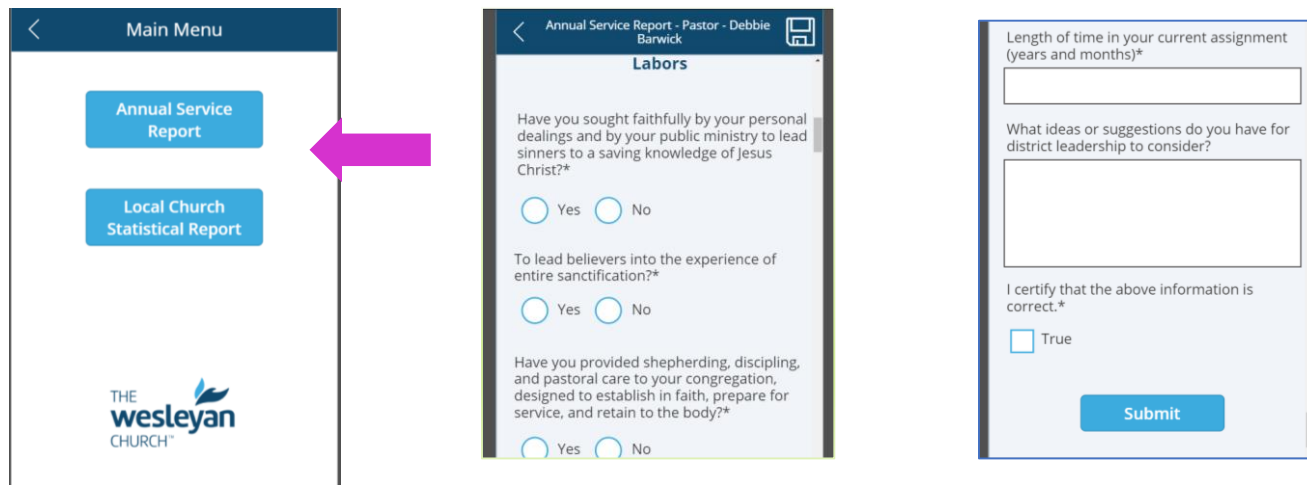 Main Menu
Annual Service
Report
Local Church
Statistical Report
THE
wesleyan
CHURCH™
Annual Service Report - Pastor - Debbie
Barwick
Labors
Have you sought faithfully by your personal
dealings and by your public ministry to lead
sinners to a saving knowledge of Jesus
Christ?*
Yes No
To lead believers into the experience of
entire sanctification?*
Yes No
Have you provided shepherding, discipling,
and pastoral care to your congregation,
designed to establish in faith, prepare for
service, and retain to the body?*
Yes No
Length of time in your current assignment
(years and months)*
What ideas or suggestions do you have for
district leadership to consider?
I certify that the above information is
correct.*
True
Submit